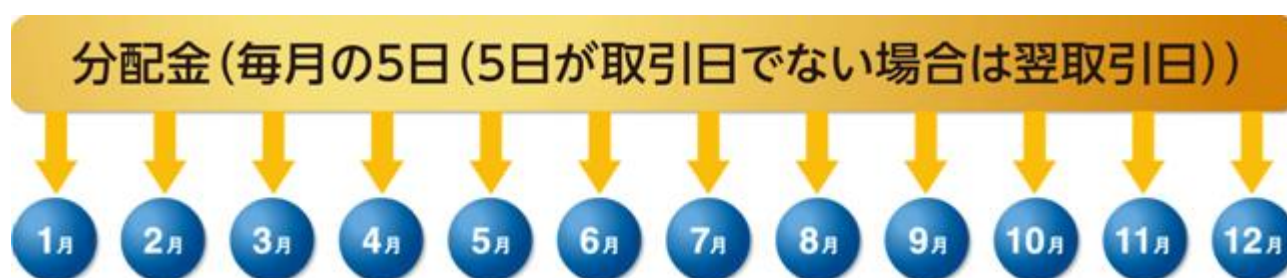 分配金(毎月の5日(5日が取引日でない場合は翌取引日))
1月 2月 3月 4月 5月 6月 7月 8月 9月 10月 11月 12月